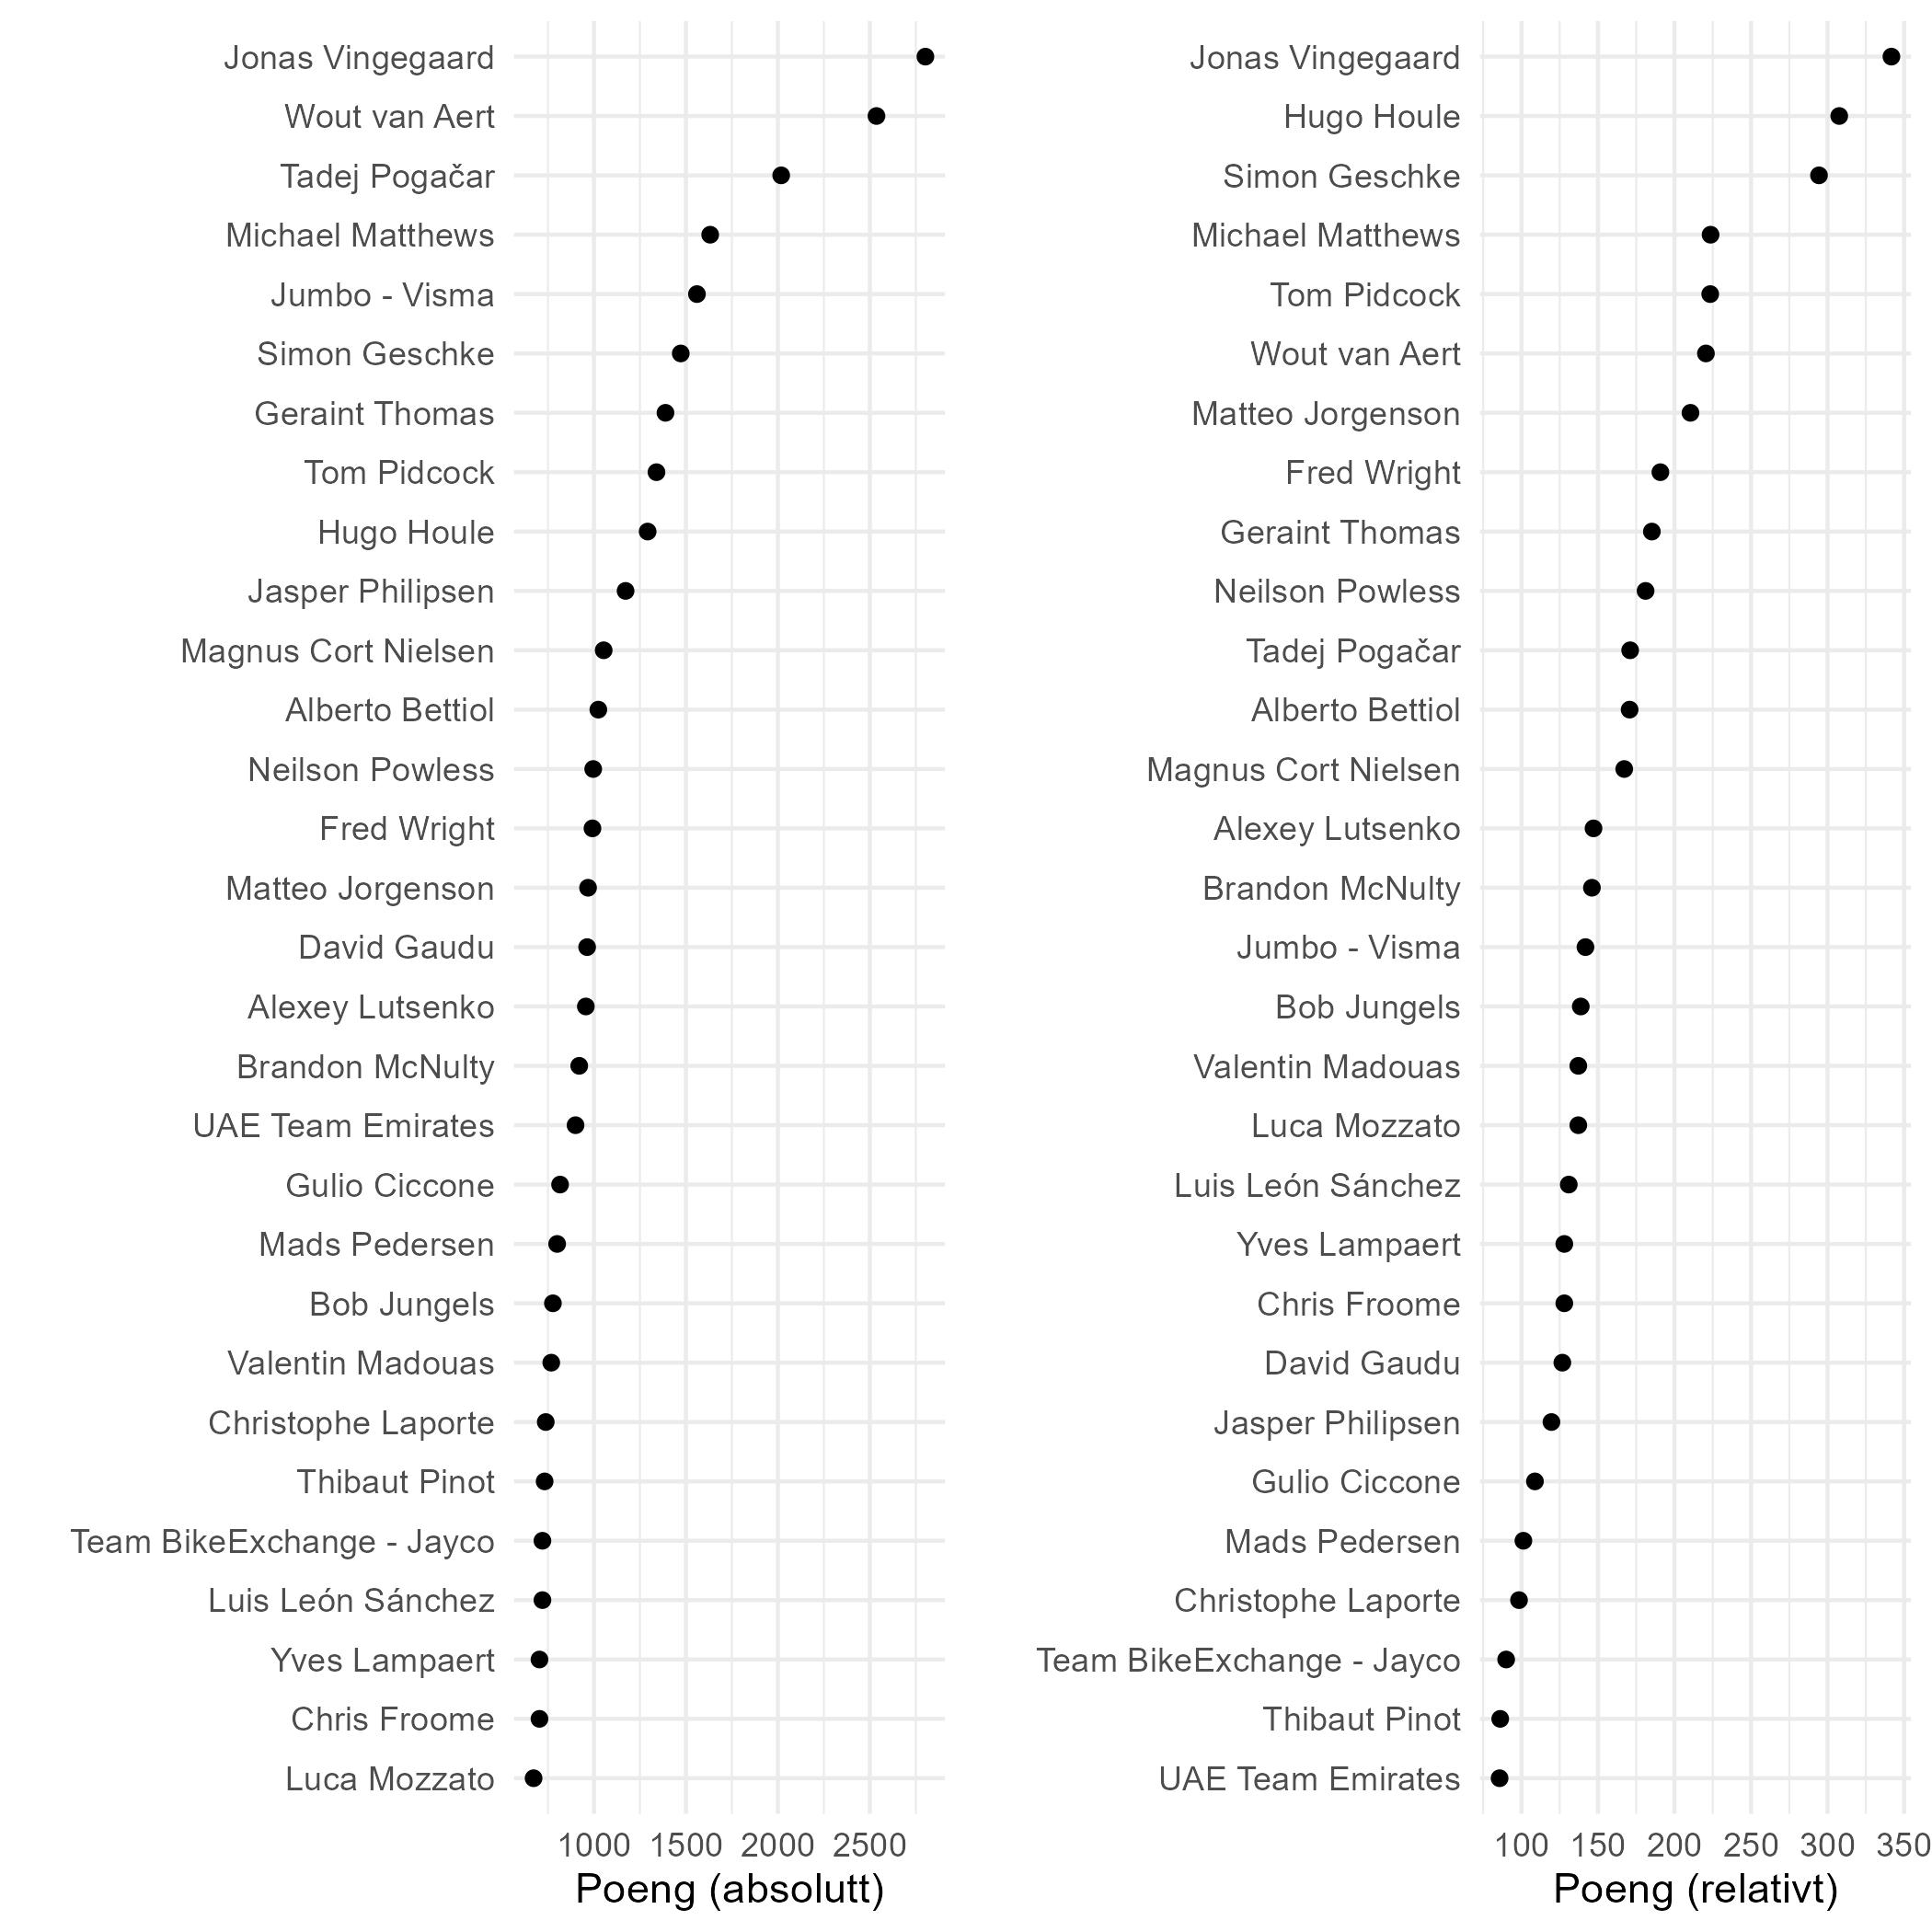 Jonas Vingegaard
Wout van Aert
Tadej Pogačar
Michael Matthews
Jumbo - Visma
Simon Geschke
Geraint Thomas
Tom Pidcock
Hugo Houle
Jasper Philipsen
Magnus Cort Nielsen
Alberto Bettiol
Neilson Powless
Fred Wright
Matteo Jorgenson
David Gaudu
Alexey Lutsenko
Brandon McNulty
UAE Team Emirates
Gulio Ciccone
Mads Pedersen
Bob Jungels
Valentin Madouas
Christophe Laporte
Thibaut Pinot
Team BikeExchange - Jayco
Luis León Sánchez
Yves Lampaert
Chris Froome
Luca Mozzato
1000 1500 2000 2500
Poeng (absolutt)
Jonas Vingegaard
Hugo Houle
Simon Geschke
Michael Matthews
Tom Pidcock
Wout van Aert
Matteo Jorgenson
Fred Wright
Geraint Thomas
Neilson Powless
Tadej Pogačar
Alberto Bettiol
Magnus Cort Nielsen
Alexey Lutsenko
Brandon McNulty
Jumbo - Visma
Bob Jungels
Valentin Madouas
Luca Mozzato
Luis León Sánchez
Yves Lampaert
Chris Froome
David Gaudu
Jasper Philipsen
Gulio Ciccone
Mads Pedersen
Christophe Laporte
Team BikeExchange - Jayco
Thibaut Pinot
UAE Team Emirates
100 150 200 250 300 350
Poeng (relativt)